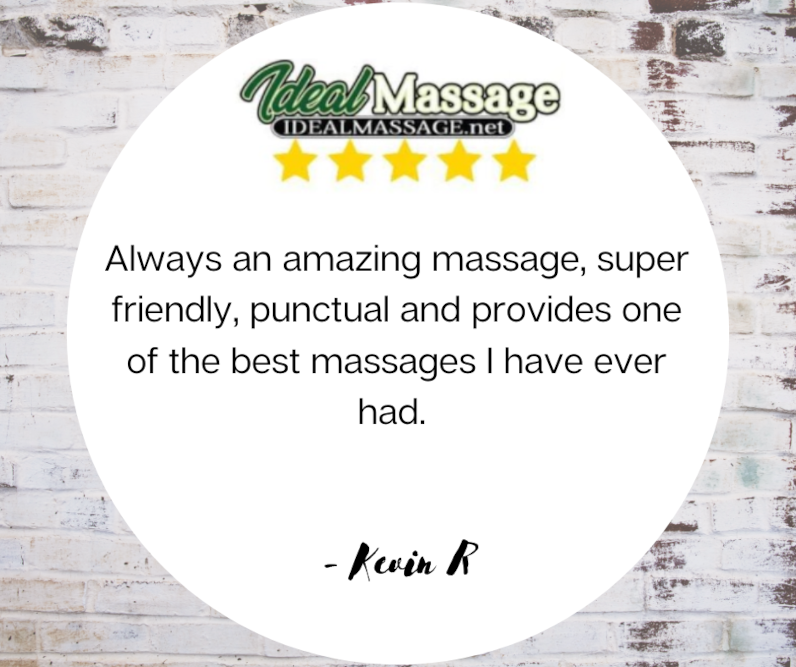 Ideal Massage
IDEALMASSAGE.net
Always an amazing massage, super
friendly, punctual and provides one
of the best massages I have ever
had.
- Kevin R